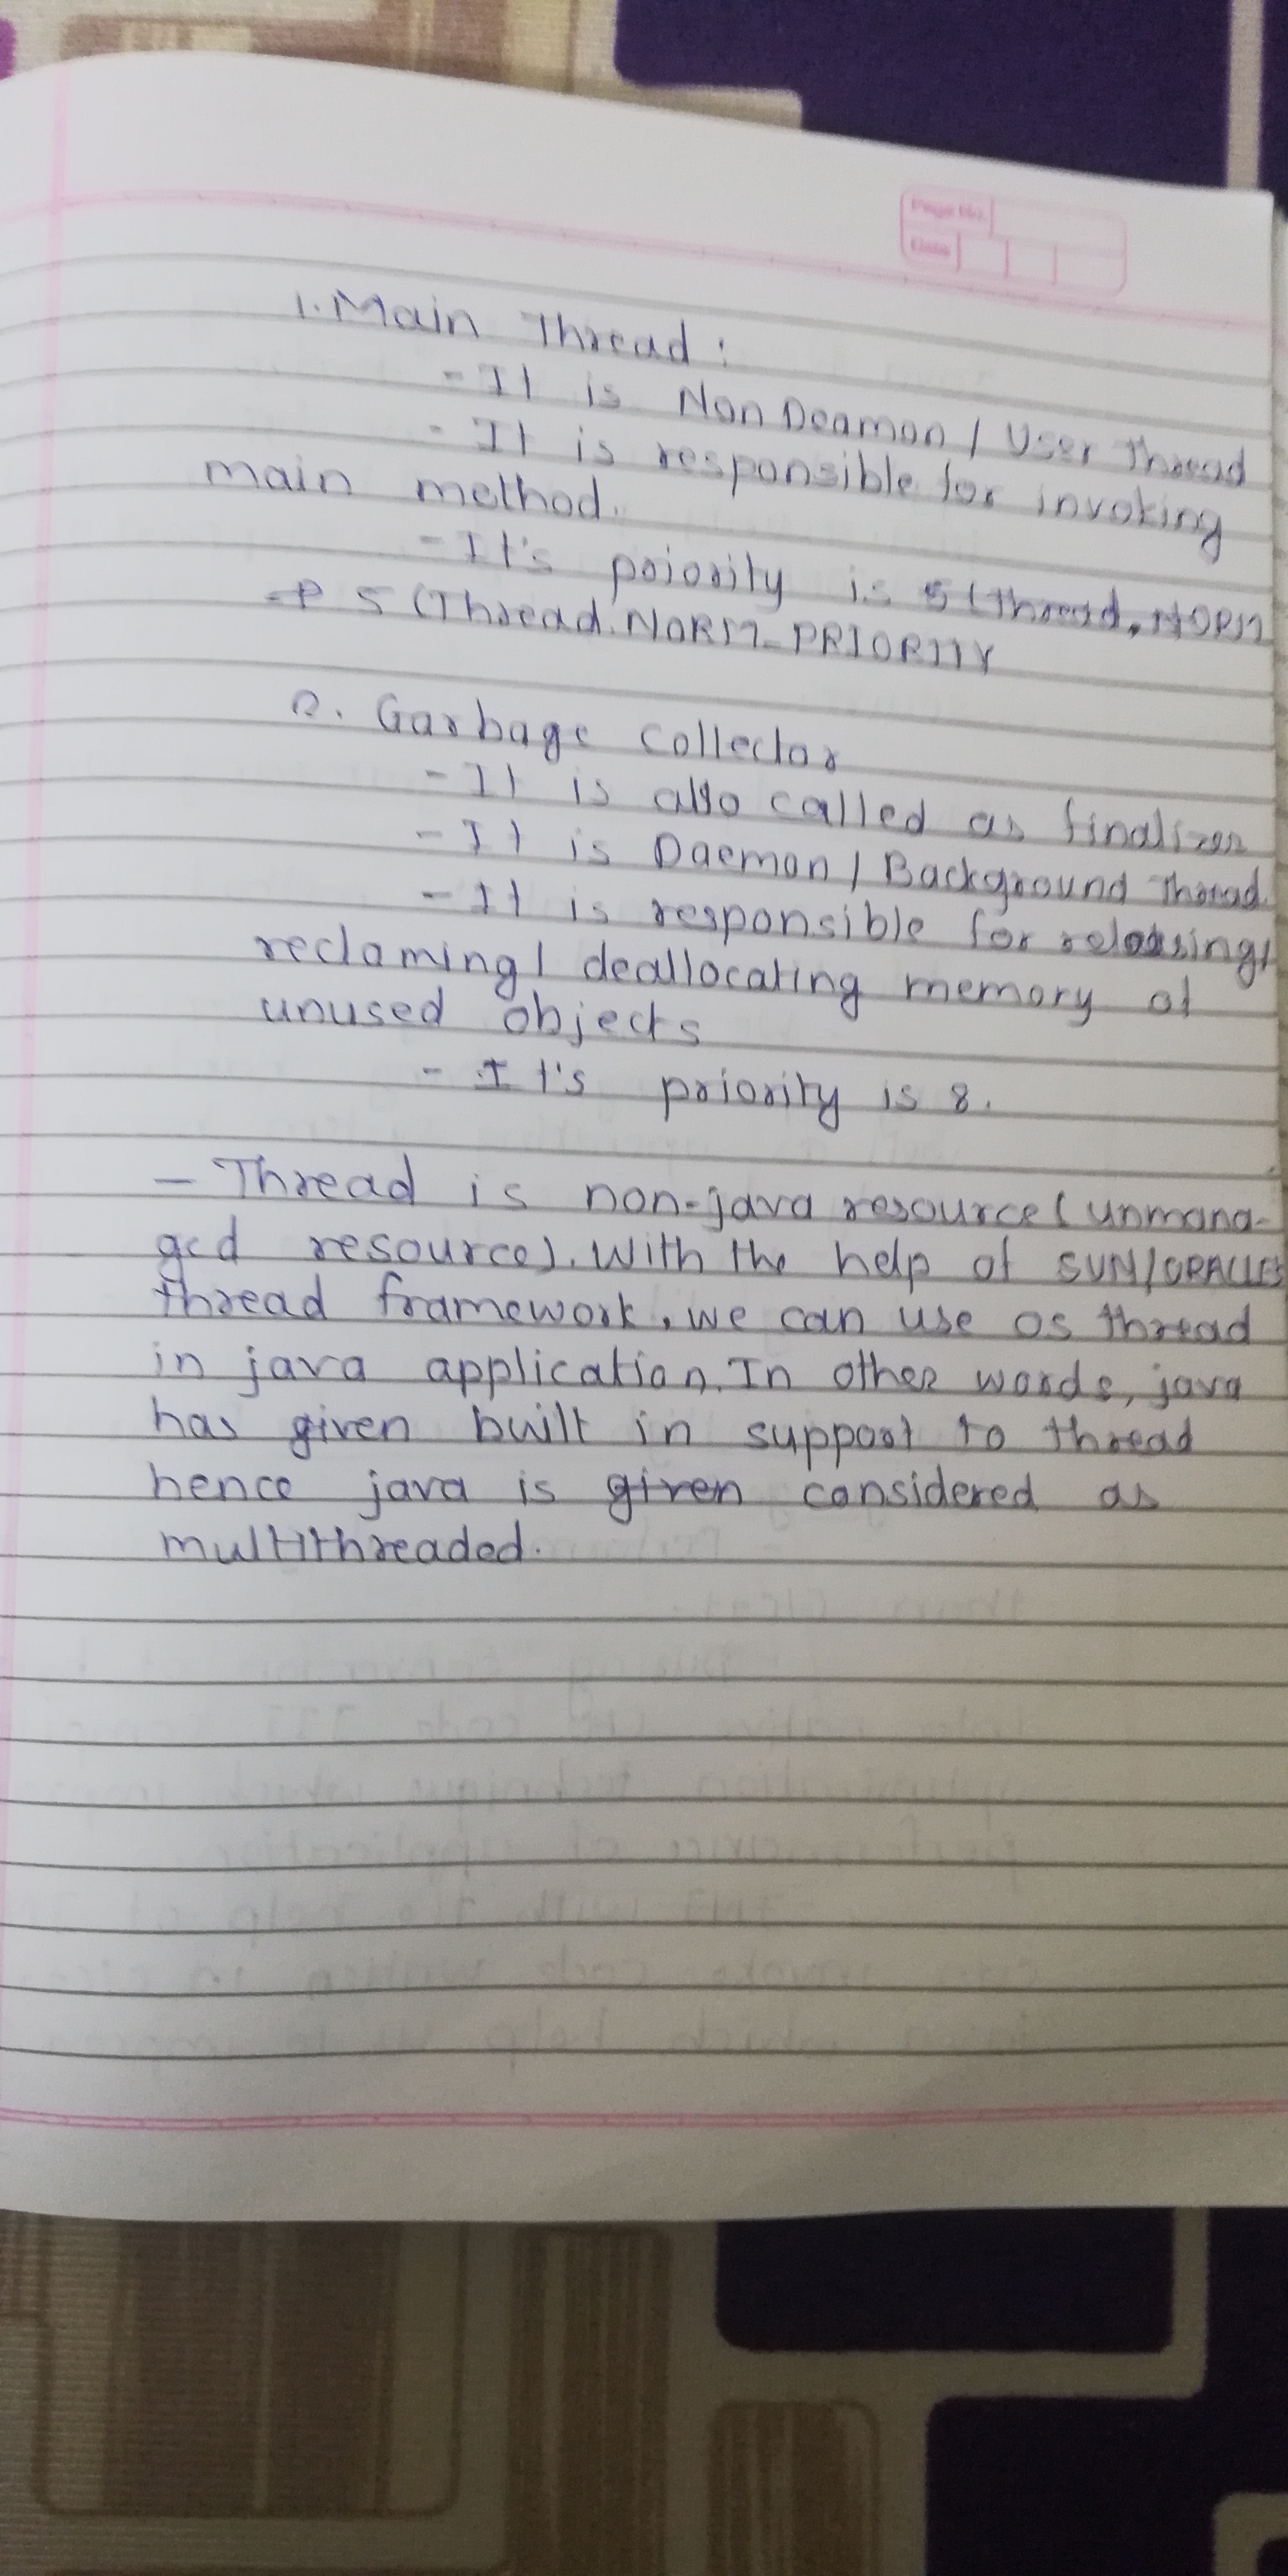 Page No.
Date
1. Main Thread :
- It is Non Deamon / User Thread
- It is responsible for invoking
main method.
- It's poiority is 5 (Thread. NORM
5 (Thread. NORM_PRIORITY
2. Garbage collector
- It is also called as finalizer
- It is Daemon / Background Thread.
- It is responsible for releasing/
reclaming/ deallocating memory of
unused objects
- It's priority is 8.
- Thread is non-java resource (unmana-
ged resource). With the help of SUN/ORACLE's
thread framework, we can use os thread
in java application. In other words, java
has given built in support to thread
hence java is given considered as
multithreaded.